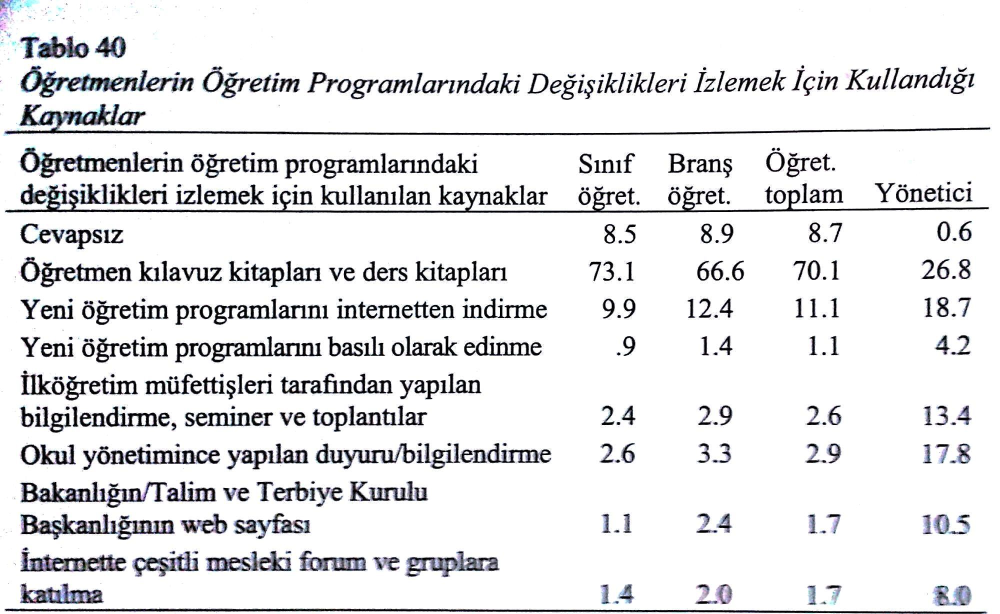 Tablo 40
Öğretmenlerin Öğretim Programlarındaki Değişiklikleri İzlemek İçin Kullandığı
Kaynaklar
Öğretmenlerin öğretim programlarındaki Sınıf Branş Öğret.
değişiklikleri izlemek için kullanılan kaynaklar öğret. öğret. toplam Yönetici
Cevapsız 8.5 8.9 8.7 0.6
Öğretmen kılavuz kitapları ve ders kitapları 73.1 66.6 70.1 26.8
Yeni öğretim programlarını internetten indirme 9.9 12.4 11.1 18.7
Yeni öğretim programlarını basılı olarak edinme .9 1.4 1.1 4.2
İlköğretim müfettişleri tarafından yapılan
bilgilendirme, seminer ve toplantılar 2.4 2.9 2.6 13.4
Okul yönetimince yapılan duyuru/bilgilendirme 2.6 3.3 2.9 17.8
Bakanlığın/Talim ve Terbiye Kurulu
Başkanlığının web sayfası 1.1 2.4 1.7 10.5
İnternette çeşitli mesleki forum ve gruplara
katılma 1.4 2.0 1.7 8.0